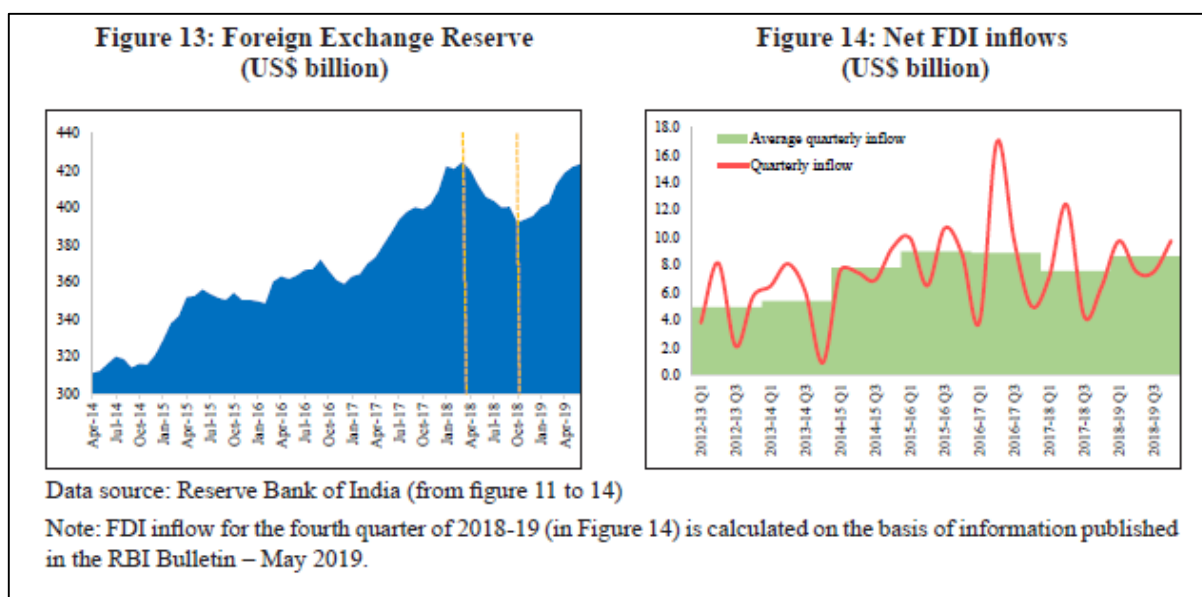 Figure 13: Foreign Exchange Reserve
(US$ billion)
440
420
400
380
360
340
320
300
Apr-14
Jul-14
Oct-14
Jan-15
Apr-15
Jul-15
Oct-15
Jan-16
Apr-16
Jul-16
Oct-16
Jan-17
Apr-17
Jul-17
Oct-17
Jan-18
Apr-18
Jul-18
Oct-18
Jan-19
Apr-19
Figure 14: Net FDI inflows
(US$ billion)
18.0
16.0
14.0
12.0
10.0
8.0
6.0
4.0
2.0
0.0
Average quarterly inflow
Quarterly inflow
2012-13 Q1
2012-13 Q3
2013-14 Q1
2013-14 Q3
2014-15 Q1
2014-15 Q3
2015-16 Q1
2015-16 Q3
2016-17 Q1
2016-17 Q3
2017-18 Q1
2017-18 Q3
2018-19 Q1
2018-19 Q3
Data source: Reserve Bank of India (from figure 11 to 14)
Note: FDI inflow for the fourth quarter of 2018-19 (in Figure 14) is calculated on the basis of information published
in the RBI Bulletin – May 2019.